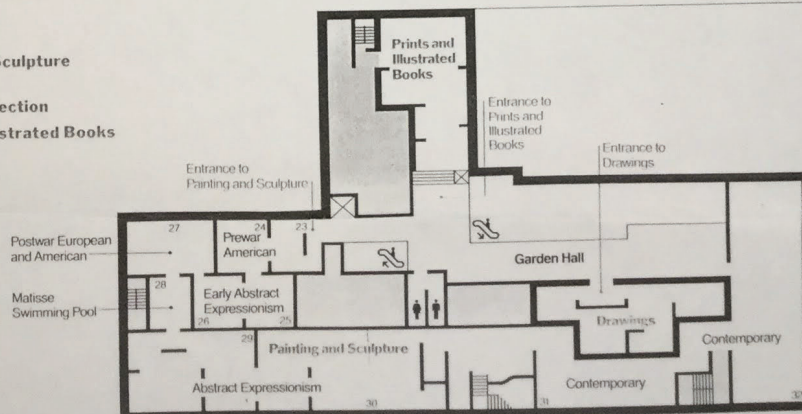 culpture
ection
strated Books
Prints and
Illustrated
Books
Entrance to
Prints and
Illustrated
Books
Entrance to
Drawings
Entrance to
Painting and Sculpture
27
24
23
Postwar European
and American
Prewar
American
Garden Hall
28
Matisse
Swimming Pool
Early Abstract
Expressionism
26
25
Drawings
29
Painting and Sculpture
Contemporary
Abstract Expressionism
Contemporary
30
31